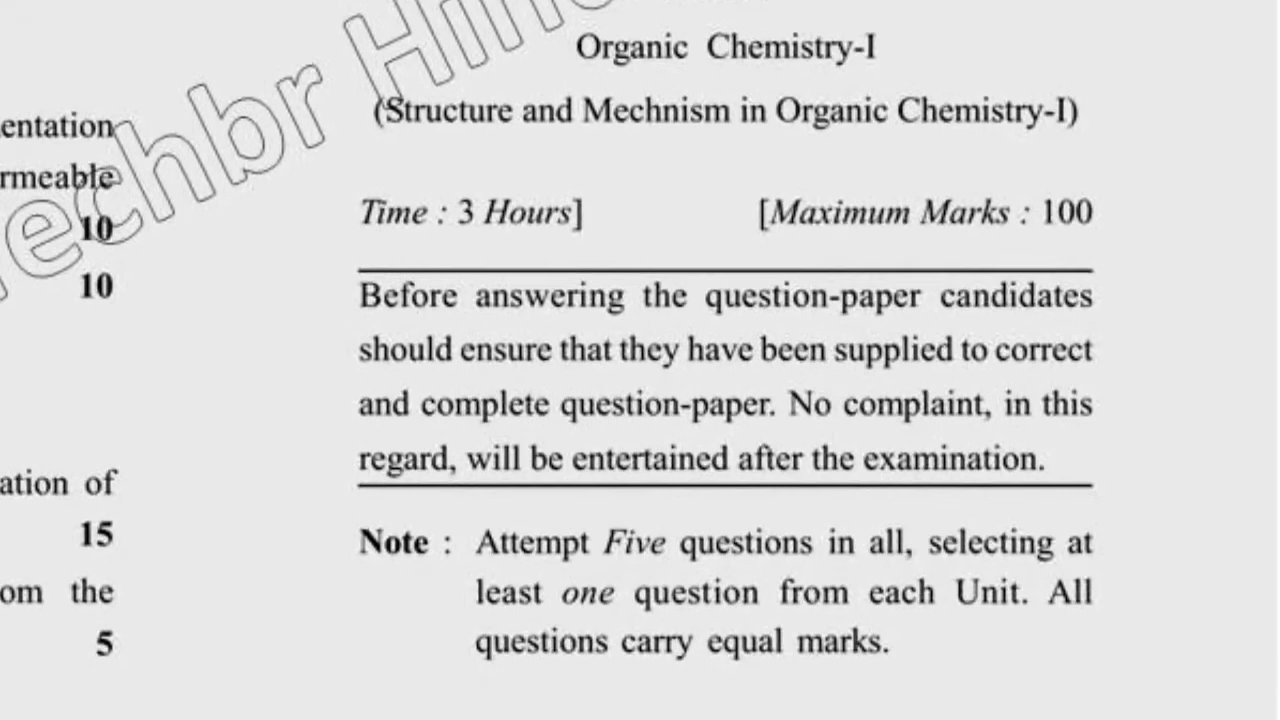 Organic Chemistry-I
(Structure and Mechnism in Organic Chemistry-I)
Time : 3 Hours] [Maximum Marks : 100
Before answering the question-paper candidates
should ensure that they have been supplied to correct
and complete question-paper. No complaint, in this
regard, will be entertained after the examination.
Note : Attempt Five questions in all, selecting at
least one question from each Unit. All
questions carry equal marks.
entation
rmeable
10
10
ation of
15
om the
5
echbr Hin